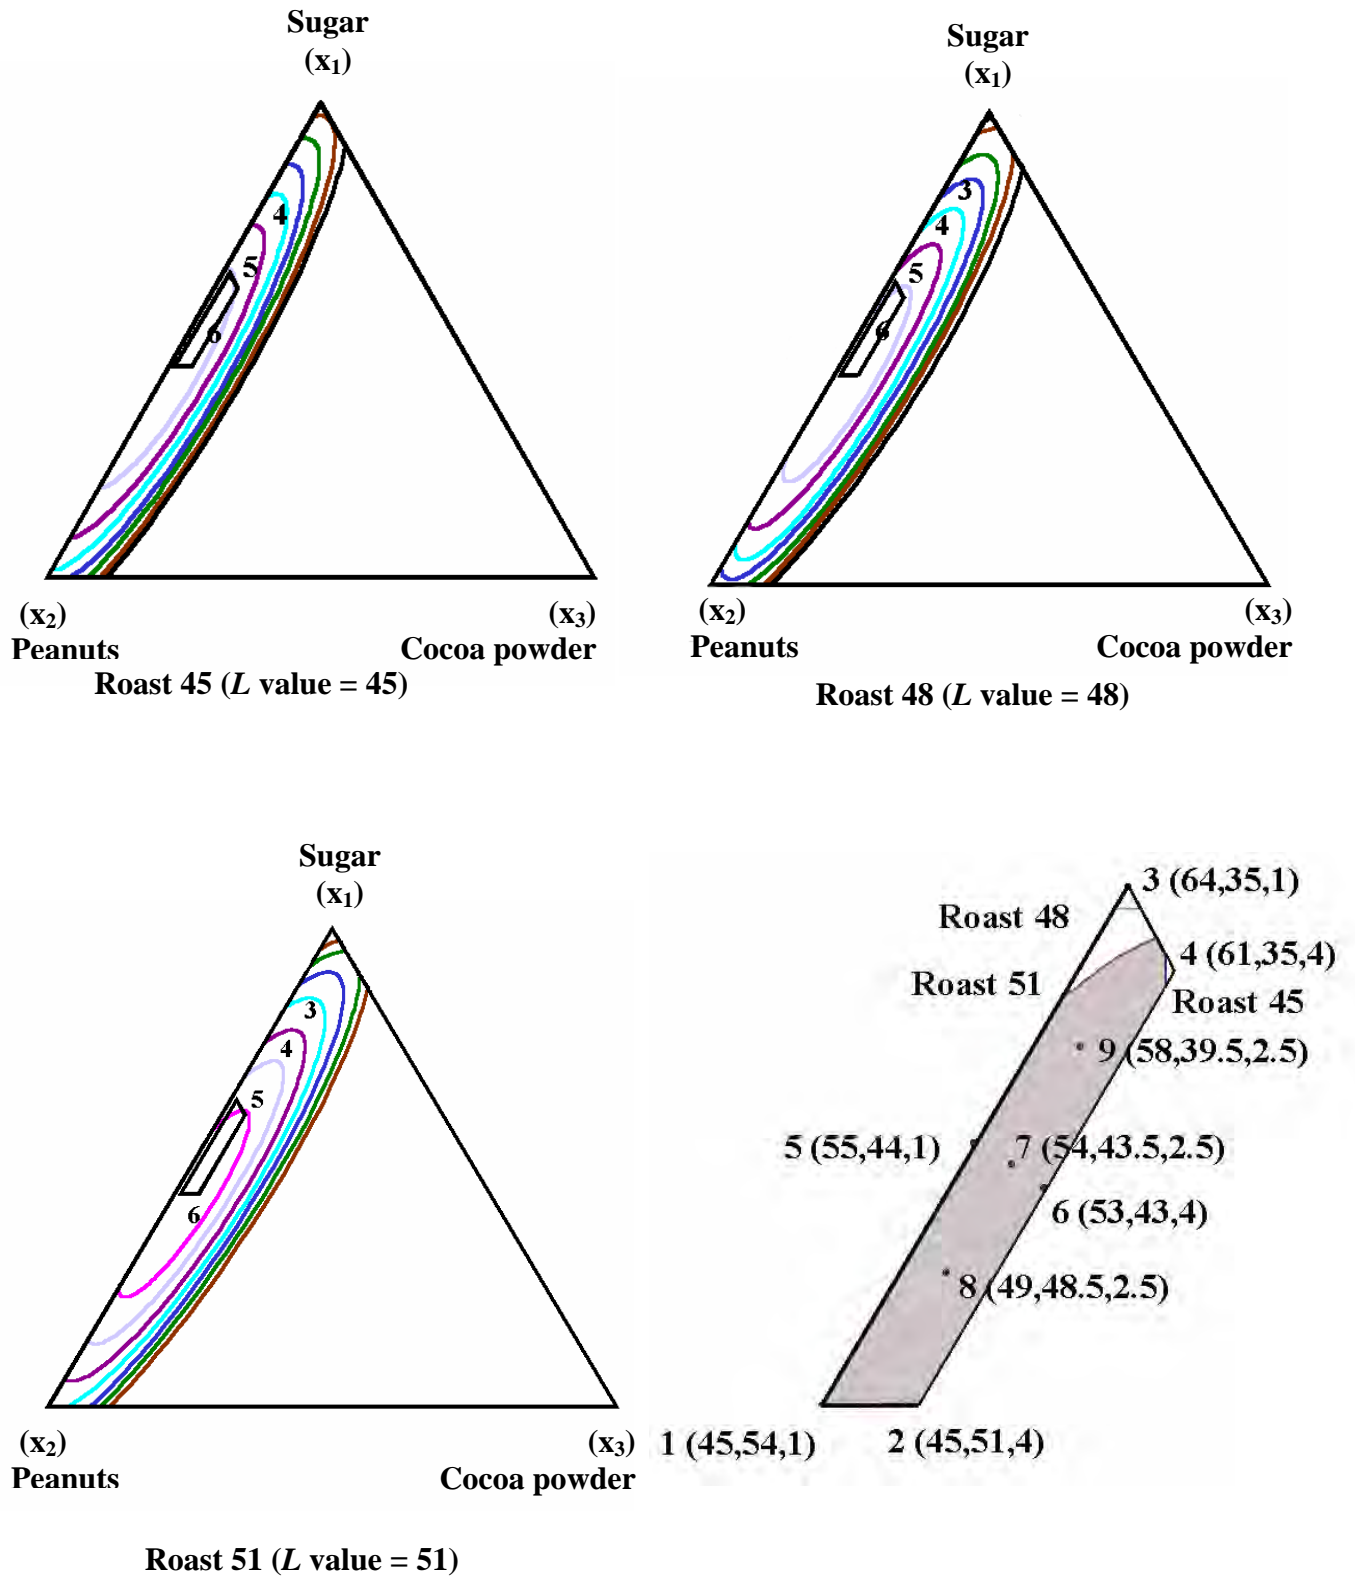 Sugar
(x₁)
4
5
6
(x₂)
Peanuts
(x₃)
Cocoa powder
Roast 45 (L value = 45)
Sugar
(x₁)
3
4
5
6
(x₂)
Peanuts
(x₃)
Cocoa powder
Roast 48 (L value = 48)
Sugar
(x₁)
3
4
5
6
(x₂)
Peanuts
(x₃)
Cocoa powder
Roast 51 (L value = 51)
3 (64,35,1)
Roast 48
4 (61,35,4)
Roast 51
Roast 45
9 (58,39.5,2.5)
5 (55,44,1)
7 (54,43.5,2.5)
6 (53,43,4)
8 (49,48.5,2.5)
1 (45,54,1)
2 (45,51,4)